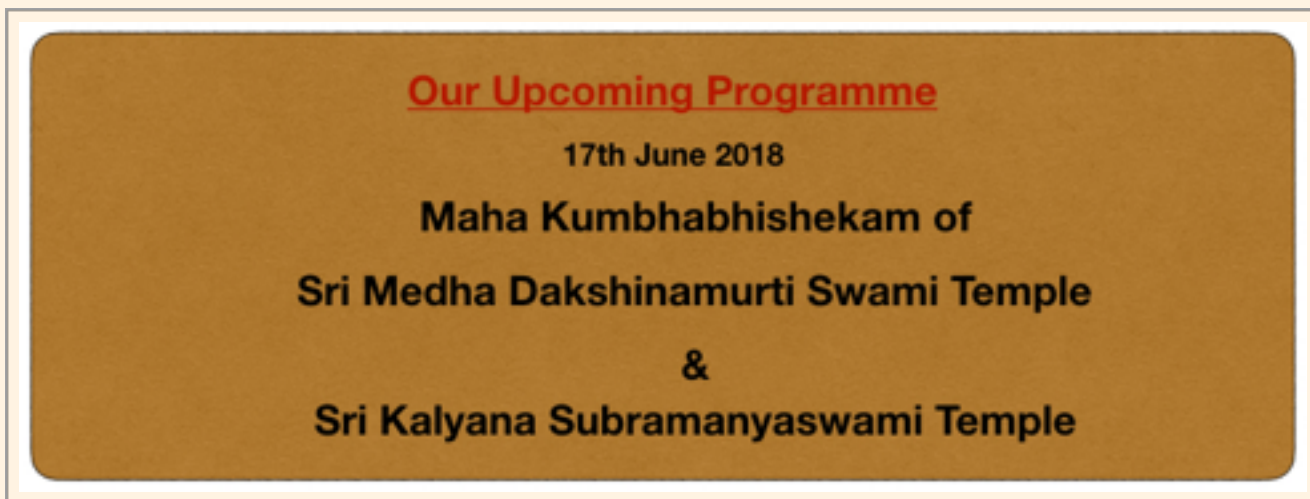 Our Upcoming Programme
17th June 2018
Maha Kumbhabhishekam of
Sri Medha Dakshinamurti Swami Temple
&
Sri Kalyana Subramanyaswami Temple